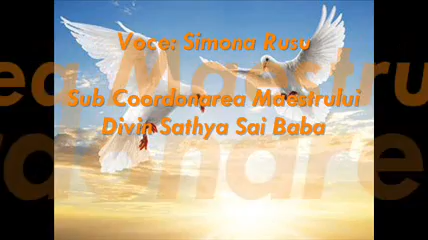 Voce: Simona Rusu
Sub Coordonarea Maestrului
Divin Sathya Sai Baba